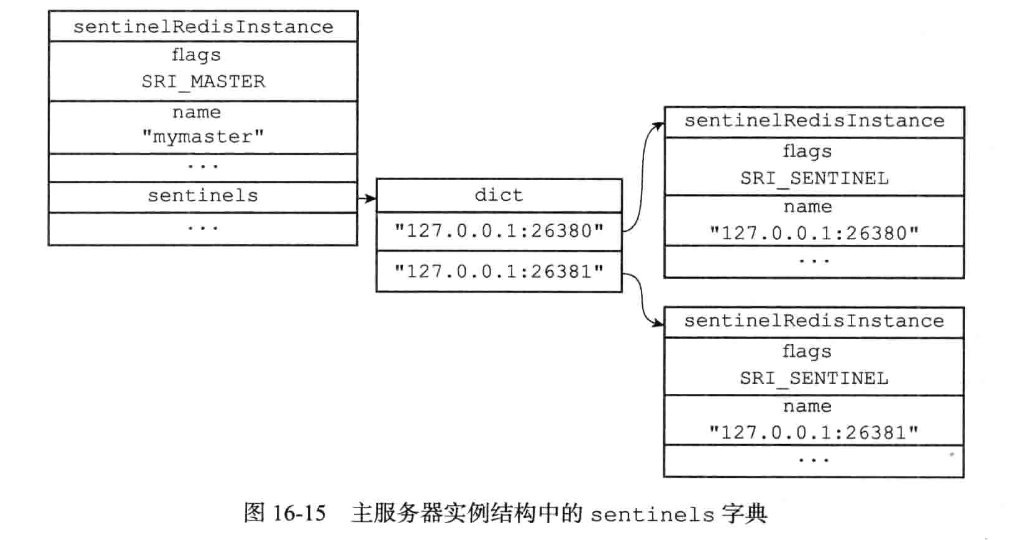 sentinelRedisInstance
flags
SRI_MASTER
name
"mymaster"
...
sentinels
...
dict
"127.0.0.1:26380"
"127.0.0.1:26381"
sentinelRedisInstance
flags
SRI_SENTINEL
name
"127.0.0.1:26380"
...
sentinelRedisInstance
flags
SRI_SENTINEL
name
"127.0.0.1:26381"
...
图 16-15 主服务器实例结构中的 sentinels 字典